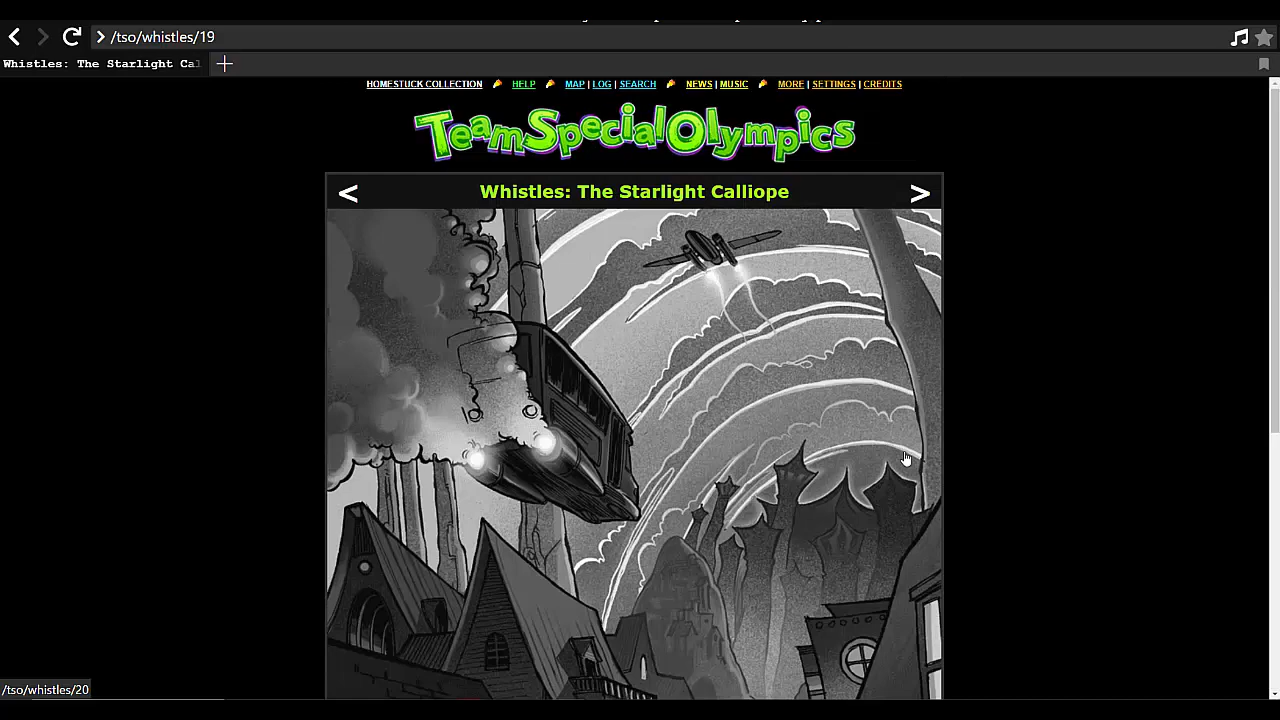 /tso/whistles/19
Whistles: The Starlight Cal
HOMESTUCK COLLECTION HELP MAP | LOG | SEARCH NEWS | MUSIC MORE | SETTINGS | CREDITS
TeamSpecialOlympics
< Whistles: The Starlight Calliope >
/tso/whistles/20